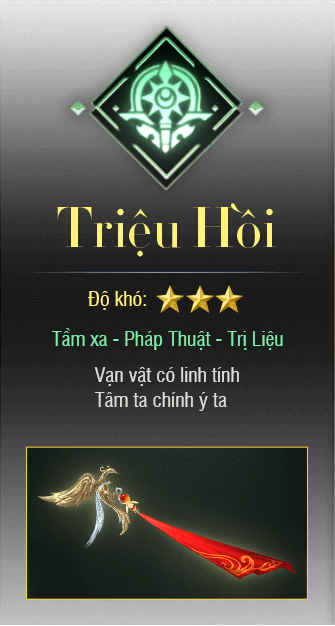 Triệu Hồi
Độ khó:
Tầm xa - Pháp Thuật - Trị Liệu
Vạn vật có linh tính
Tâm ta chính ý ta